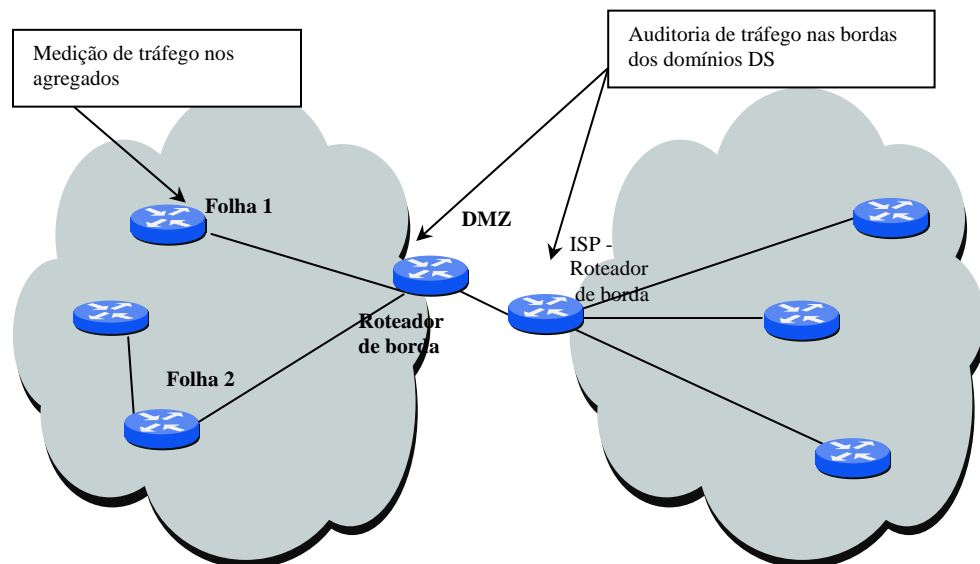 Medição de tráfego nos
agregados
Auditoria de tráfego nas bordas
dos domínios DS
Folha 1
DMZ
ISP -
Roteador
de borda
Roteador
de borda
Folha 2